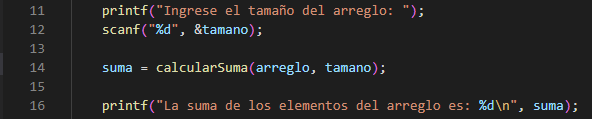 11 printf("Ingrese el tamaño del arreglo: ");
12 scanf("%d", &tamano);
13
14 suma = calcularSuma(arreglo, tamano);
15
16 printf("La suma de los elementos del arreglo es: %d\n", suma);